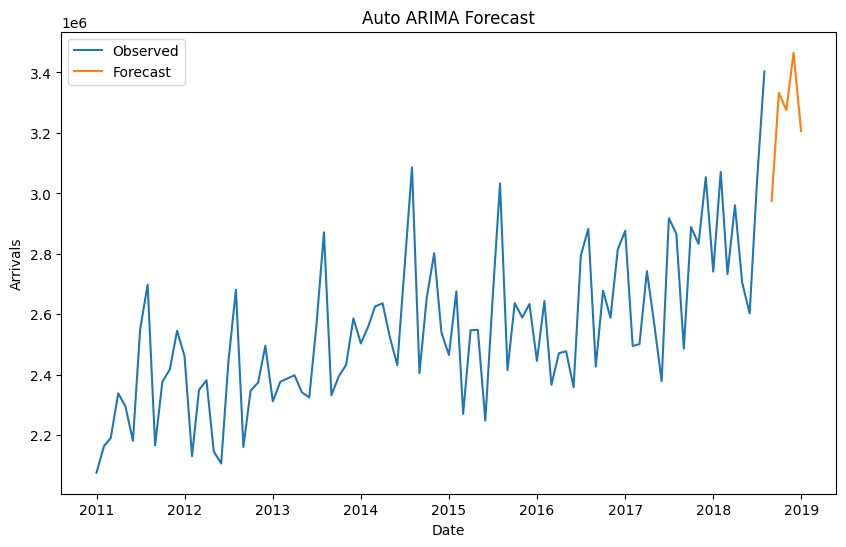 Auto ARIMA Forecast
1e6
Observed
Forecast
3.4
3.2
3.0
2.8
2.6
2.4
2.2
Arrivals
2011 2012 2013 2014 2015 2016 2017 2018 2019
Date